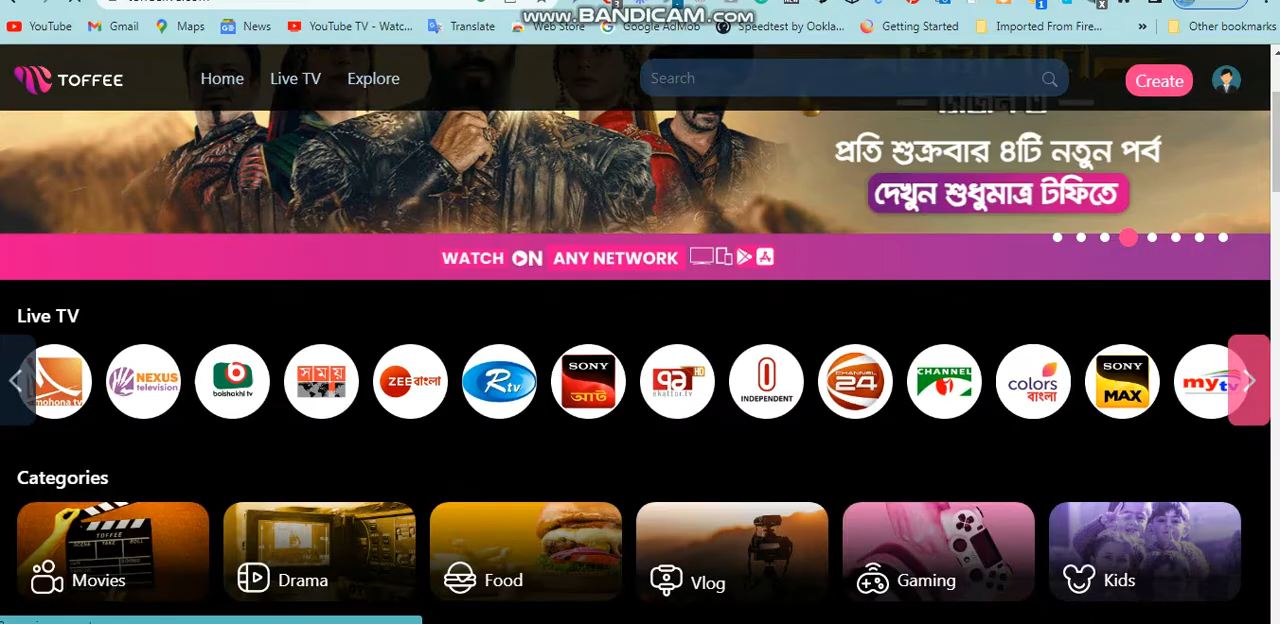 www.BANDICAM.com
YouTube Gmail Maps News YouTube TV - Watc... Translate Web Store Google AdMob Speedtest by Ookla... Getting Started Imported From Fire... » Other bookmarks
TOFFEE Home Live TV Explore Search Create
প্রতি শুক্রবার ৪টি নতুন পর্ব
দেখুন শুধুমাত্র টফিতে
WATCH ON ANY NETWORK
Live TV
mohona tv
NEXUS television
boishakhi tv
সময়
ZEE বাংলা
Rtv
SONY আট
ekattor.tv HD
INDEPENDENT
CHANNEL 24
CHANNEL i
colors বাংলা
SONY MAX
mytv
Categories
TOFFEE
Movies Drama Food Vlog Gaming Kids